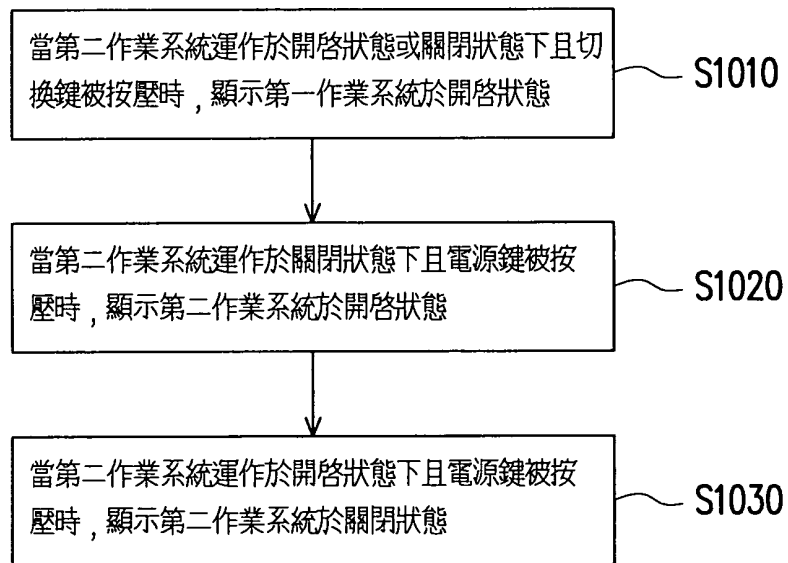 當第二作業系統運作於開啓狀態或關閉狀態下且切
換鍵被按壓時，顯示第一作業系統於開啓狀態
S1010
當第二作業系統運作於關閉狀態下且電源鍵被按
壓時，顯示第二作業系統於開啓狀態
S1020
當第二作業系統運作於開啓狀態下且電源鍵被按
壓時，顯示第二作業系統於關閉狀態
S1030